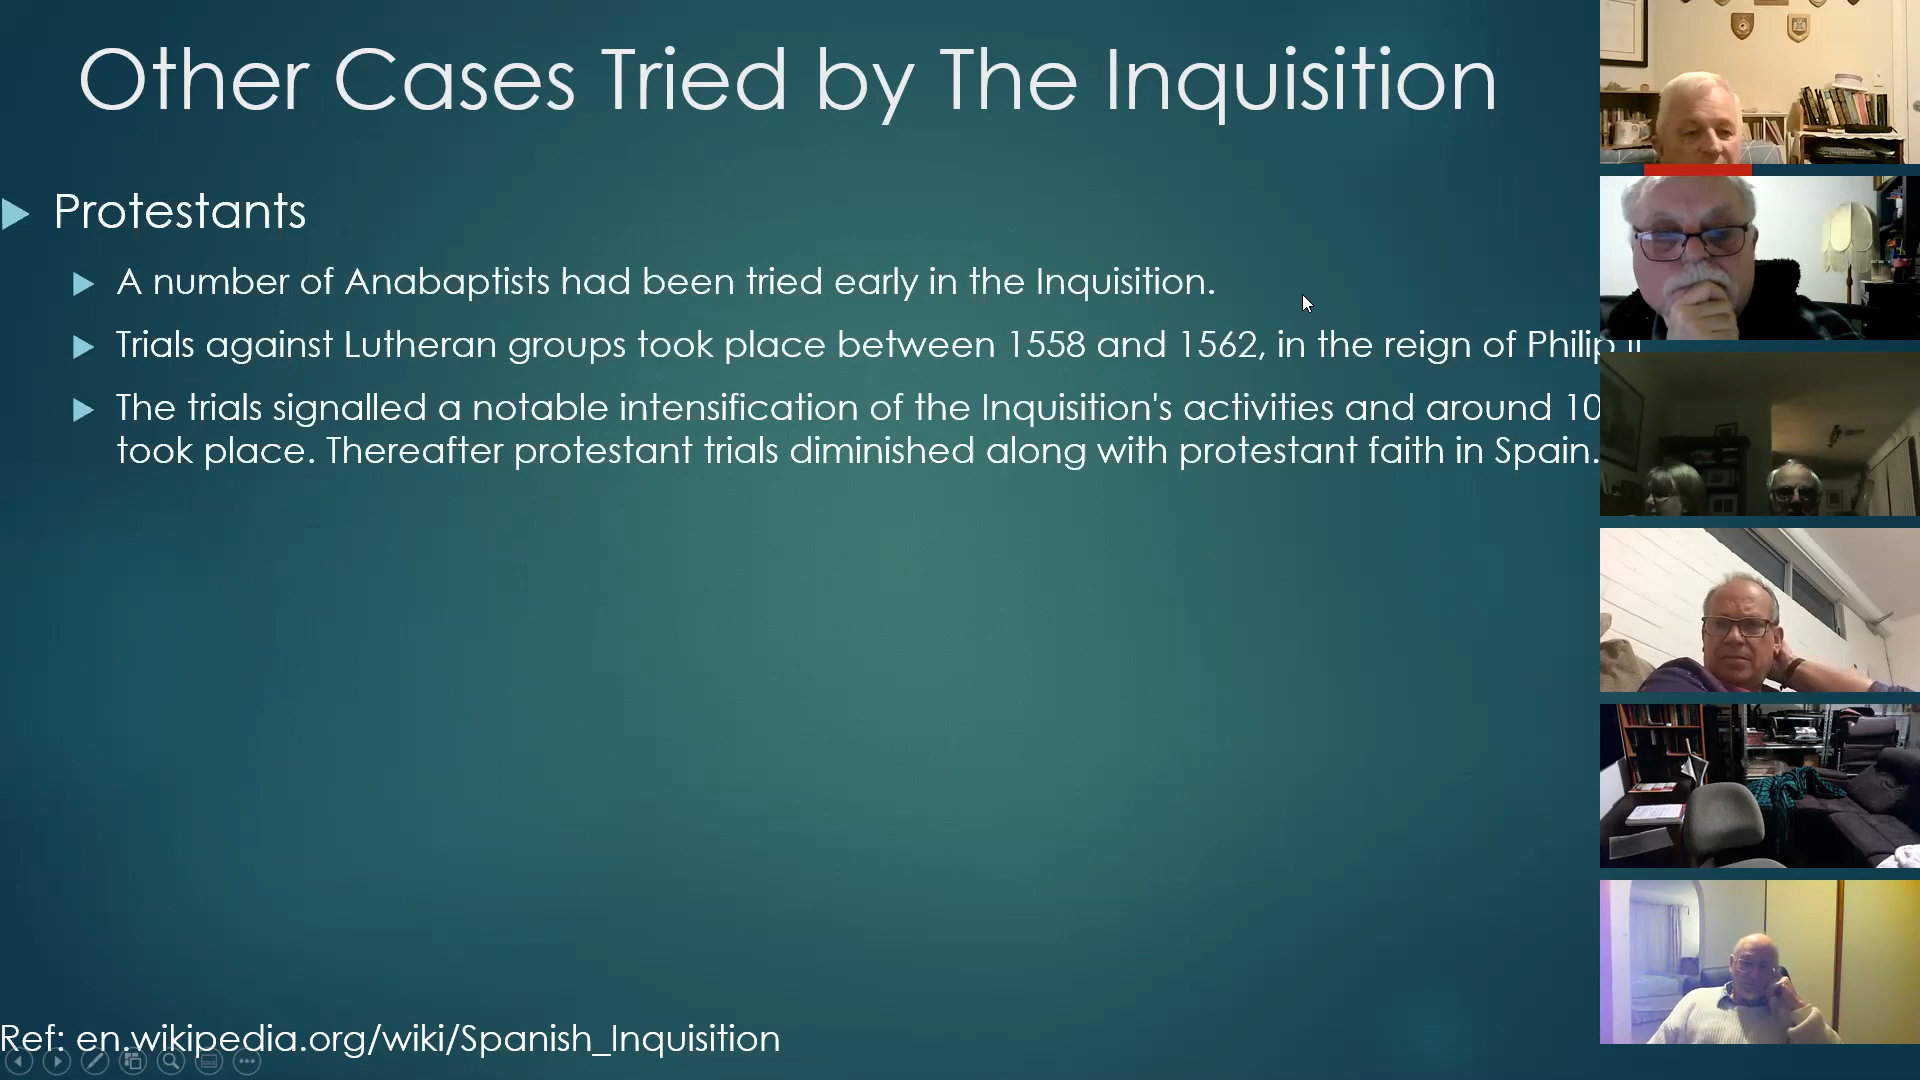 Other Cases Tried by The Inquisition
Protestants
A number of Anabaptists had been tried early in the Inquisition.
Trials against Lutheran groups took place between 1558 and 1562, in the reign of Philip II
The trials signalled a notable intensification of the Inquisition's activities and around
took place. Thereafter protestant trials diminished along with protestant faith in Spain.
Ref: en.wikipedia.org/wiki/Spanish_Inquisition